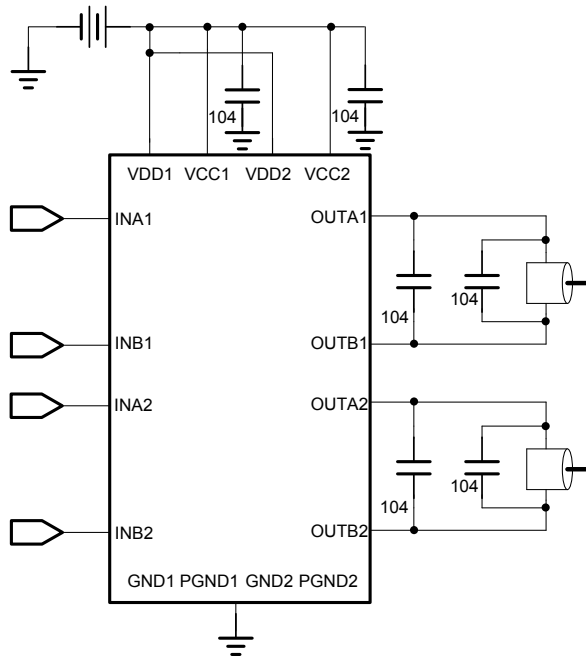 104 104
VDD1 VCC1 VDD2 VCC2
INA1 OUTA1
104 104
INB1 OUTB1
INA2 OUTA2
104 104
INB2 OUTB2
GND1 PGND1 GND2 PGND2